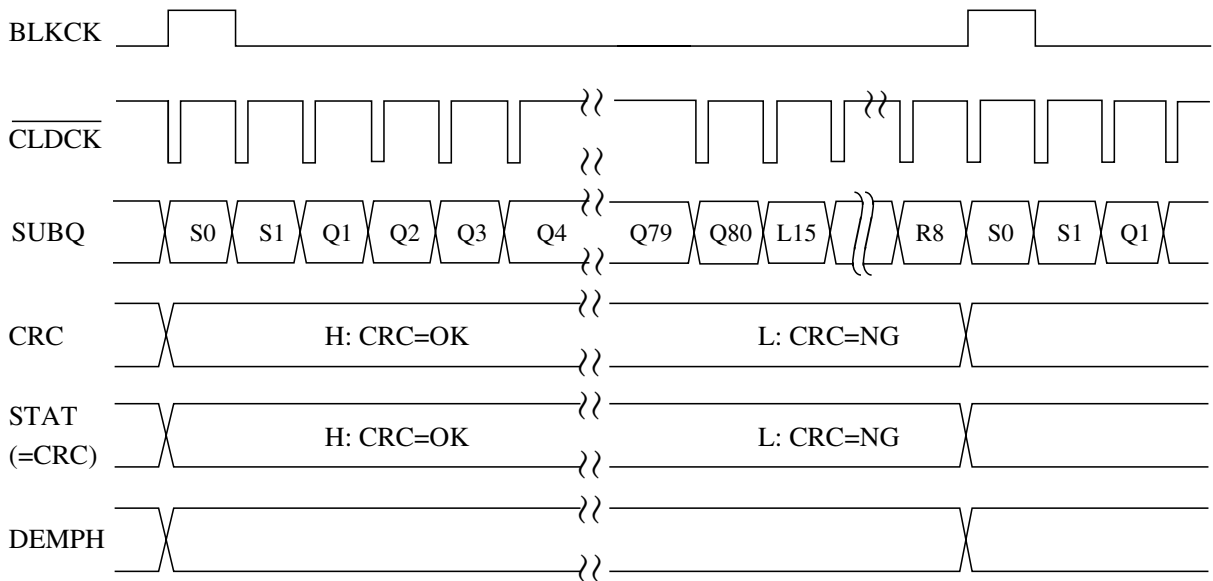 BLKCK
CLDCK
SUBQ S0 S1 Q1 Q2 Q3 Q4 Q79 Q80 L15 R8 S0 S1 Q1
CRC H: CRC=OK L: CRC=NG
STAT
(=CRC) H: CRC=OK L: CRC=NG
DEMPH